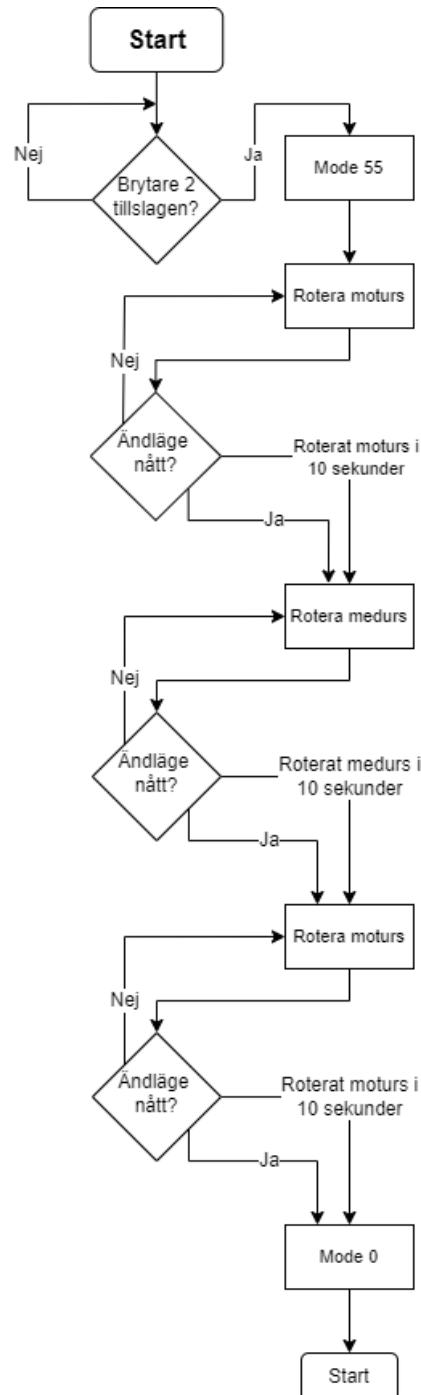 Start
Nej
Ja
Brytare 2
tillslagen?
Mode 55
Rotera moturs
Nej
Ändläge
nått?
Roterat moturs i
10 sekunder
Ja
Rotera medurs
Nej
Ändläge
nått?
Roterat medurs i
10 sekunder
Ja
Rotera moturs
Nej
Ändläge
nått?
Roterat moturs i
10 sekunder
Ja
Mode 0
Start